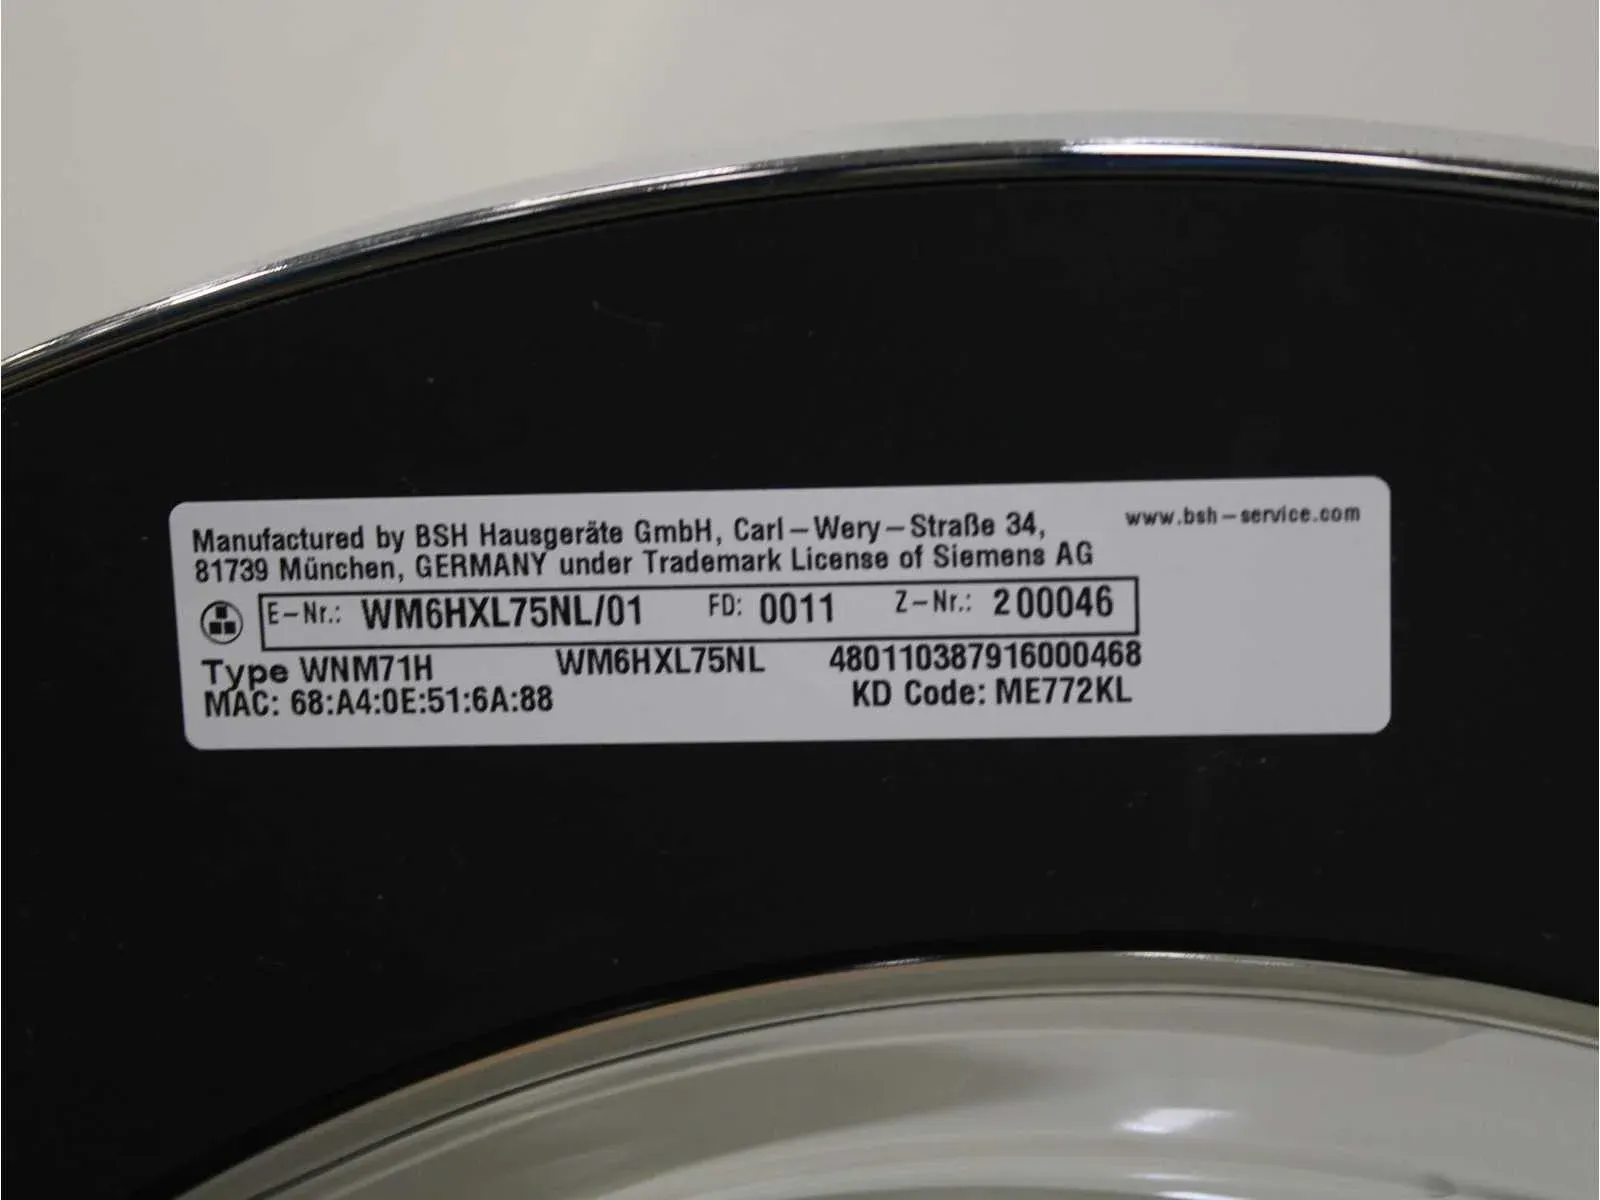 Manufactured by BSH Hausgeräte GmbH, Carl-Wery-Straße 34,
www.bsh-service.com
81739 München, GERMANY under Trademark License of Siemens AG
E-Nr.: WM6HXL75NL/01 FD: 0011 Z-Nr.: 200046
Type WNM71H WM6HXL75NL 480110387916000468
MAC: 68:A4:0E:51:6A:88 KD Code: ME772KL